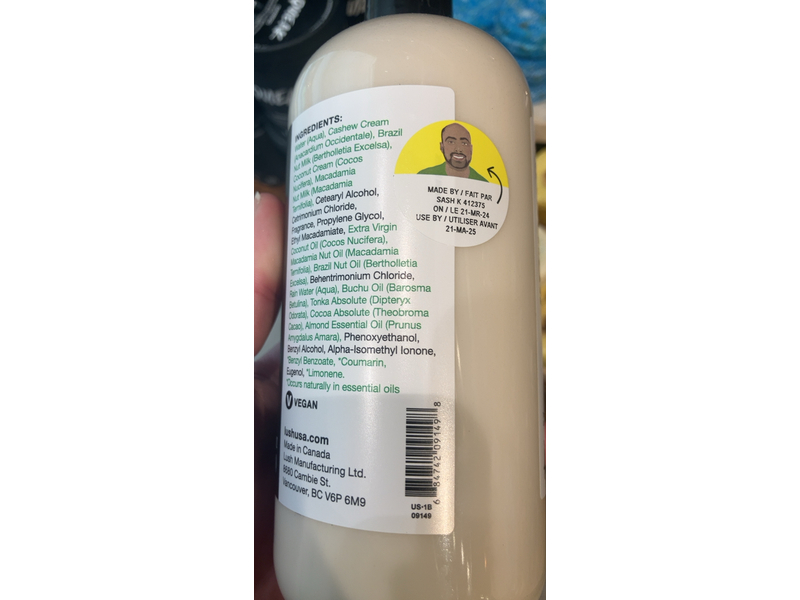 INGREDIENTS:
Water (Aqua), Cashew Cream
(Anacardium Occidentale), Brazil
Nut Milk (Bertholletia Excelsa),
Coconut Cream (Cocos
Nucifera), Macadamia
Nut Milk (Macadamia
Ternifolia), Cetearyl Alcohol,
Cetrimonium Chloride,
Fragrance, Propylene Glycol,
Ethyl Macadamiate, Extra Virgin
Coconut Oil (Cocos Nucifera),
Macadamia Nut Oil (Macadamia
Ternifolia), Brazil Nut Oil (Bertholletia
Excelsa), Behentrimonium Chloride,
Rain Water (Aqua), Buchu Oil (Barosma
Betulina), Tonka Absolute (Dipteryx
Odorata), Cocoa Absolute (Theobroma
Cacao), Almond Essential Oil (Prunus
Amygdalus Amara), Phenoxyethanol,
Benzyl Alcohol, Alpha-Isomethyl Ionone,
*Benzyl Benzoate, *Coumarin,
Eugenol, *Limonene.
*Occurs naturally in essential oils
V VEGAN
lushusa.com
Made in Canada
Lush Manufacturing Ltd.
8680 Cambie St.
Vancouver, BC V6P 6M9
MADE BY / FAIT PAR
SASH K 412375
ON / LE 21-MR-24
USE BY / UTILISER AVANT
21-MA-25
6 84742 09149 8
US-1B
09149